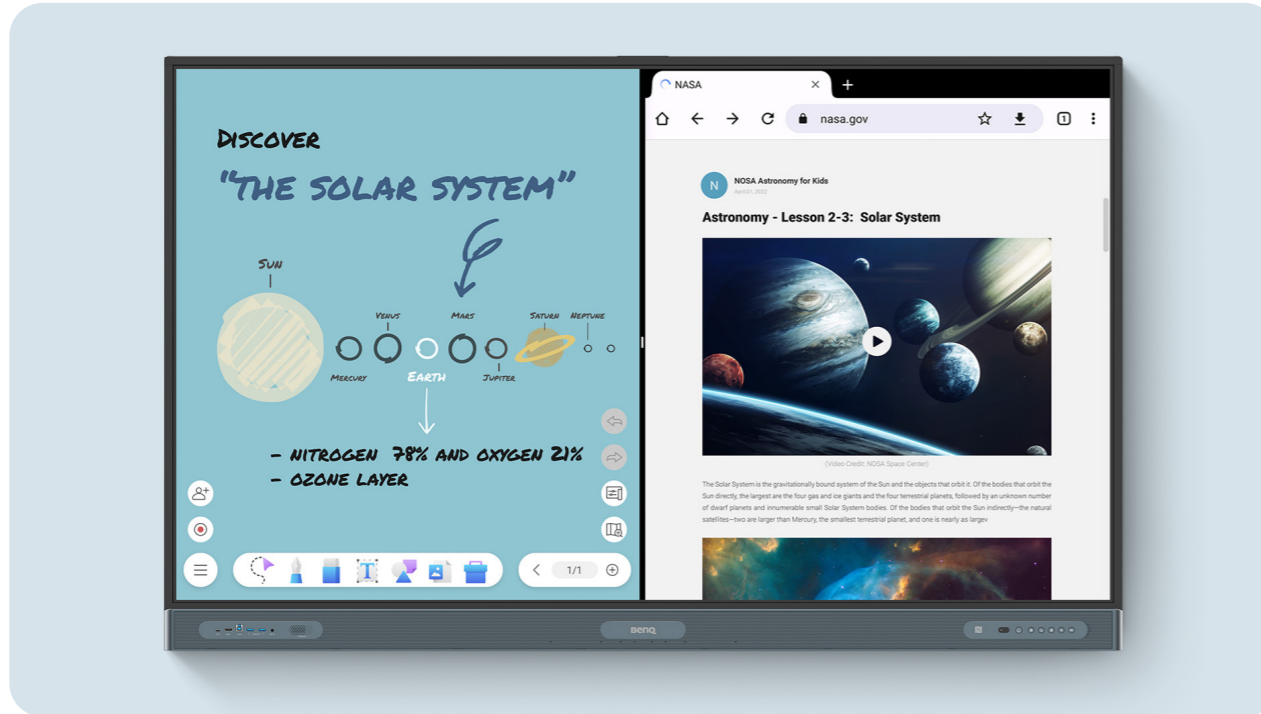 DISCOVER
"THE SOLAR SYSTEM"
SUN
VENUS
MARS
SATURN NEPTUNE
MERCURY
EARTH
JUPITER
- NITROGEN 78% AND OXYGEN 21%
- OZONE LAYER
T
1/1
NASA
nasa.gov
1
N
NOSA Astronomy for Kids
April 01, 2022
Astronomy - Lesson 2-3: Solar System
(Video Credit: NOSA Space Center)
The Solar System is the gravitationally bound system of the Sun and the objects that orbit it. Of the bodies that orbit the
Sun directly, the largest are the four gas and ice giants and the four terrestrial planets, followed by an unknown number
of dwarf planets and innumerable small Solar System bodies. Of the bodies that orbit the Sun indirectly—the natural
satellites—two are larger than Mercury, the smallest terrestrial planet, and one is nearly as largev
BenQ